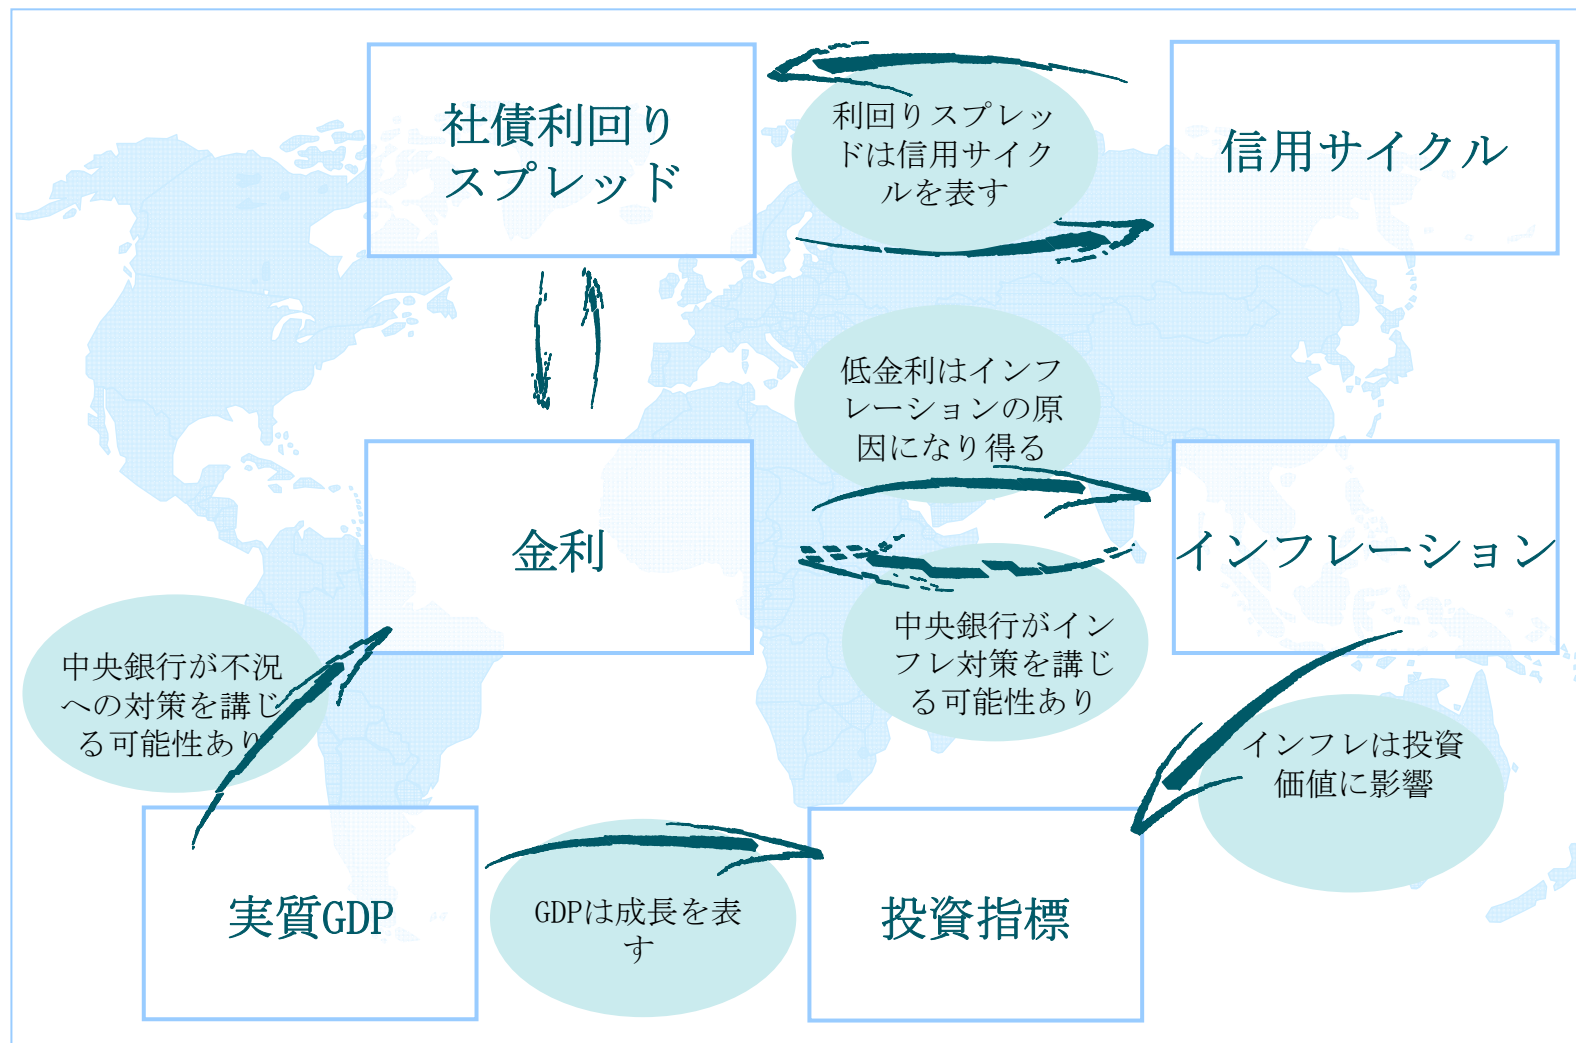 社債利回り
スプレッド
利回りスプレッ
ドは信用サイク
ルを表す
信用サイクル
低金利はインフ
レーションの原
因になり得る
金利
インフレーション
中央銀行がイン
フレ対策を講じ
る可能性あり
中央銀行が不況
への対策を講じ
る可能性あり
インフレは投資
価値に影響
実質GDP
GDPは成長を表
す
投資指標